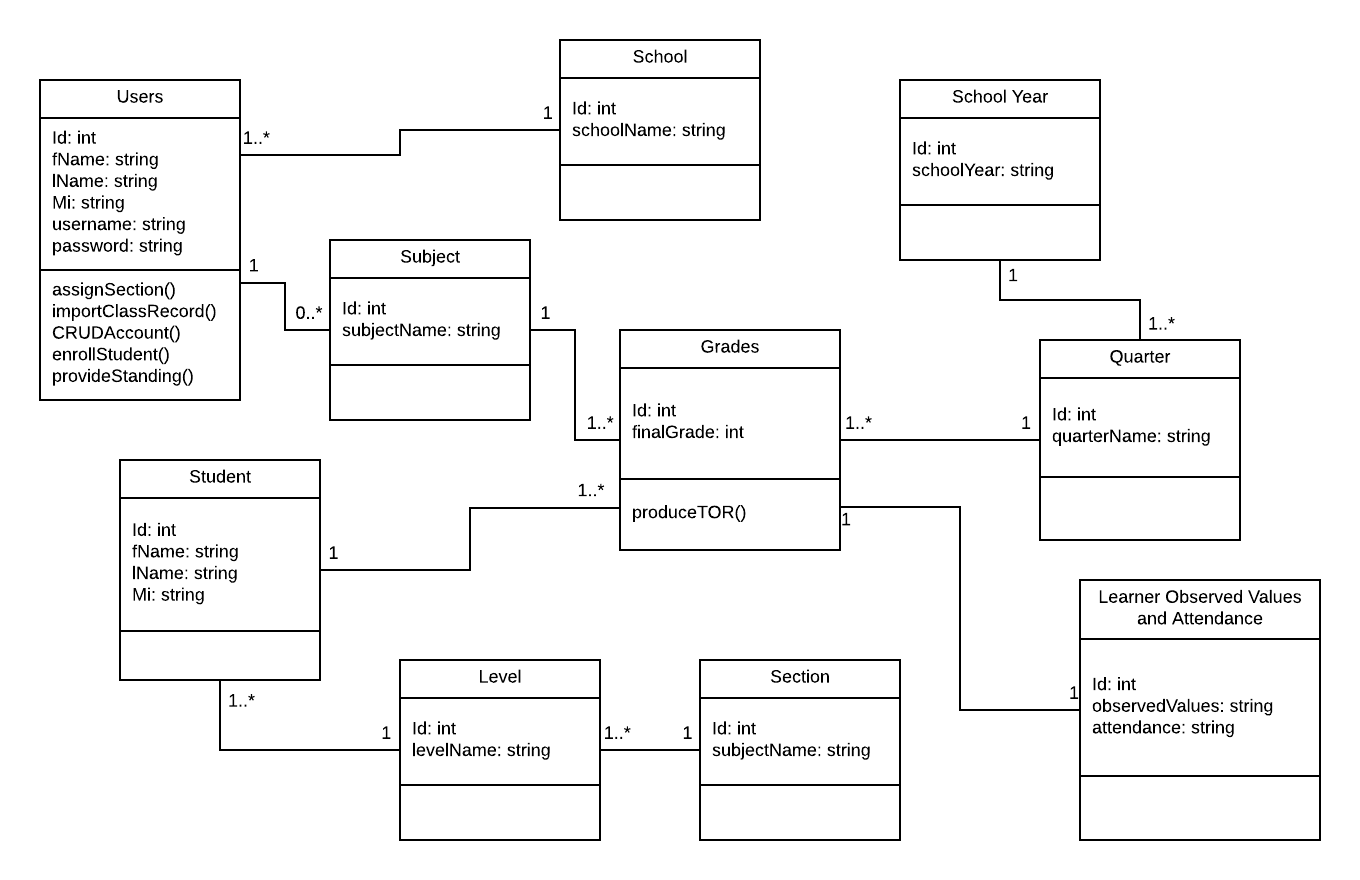 School
Id: int
schoolName: string
Users
Id: int
fName: string
lName: string
Mi: string
username: string
password: string
assignSection()
importClassRecord()
CRUDAccount()
enrollStudent()
provideStanding()
1..*
1
School Year
Id: int
schoolYear: string
1
0..*
Subject
Id: int
subjectName: string
1
1..*
1
1..*
Grades
Id: int
finalGrade: int
produceTOR()
1..*
1
Quarter
Id: int
quarterName: string
Student
Id: int
fName: string
lName: string
Mi: string
1
1..*
1
1
Learner Observed Values
and Attendance
Id: int
observedValues: string
attendance: string
1..*
1
Level
Id: int
levelName: string
1..*
1
Section
Id: int
subjectName: string